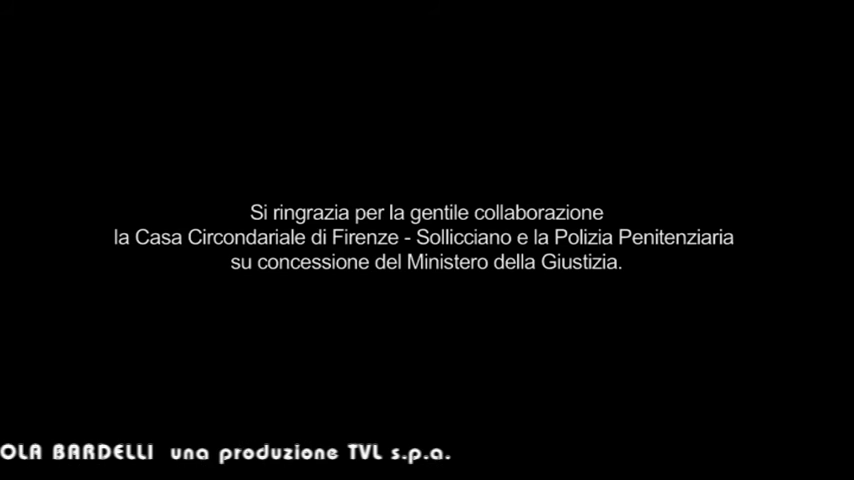 Si ringrazia per la gentile collaborazione
la Casa Circondariale di Firenze - Sollicciano e la Polizia Penitenziaria
su concessione del Ministero della Giustizia.
OLA BARDELLI una produzione TVL s.p.a.